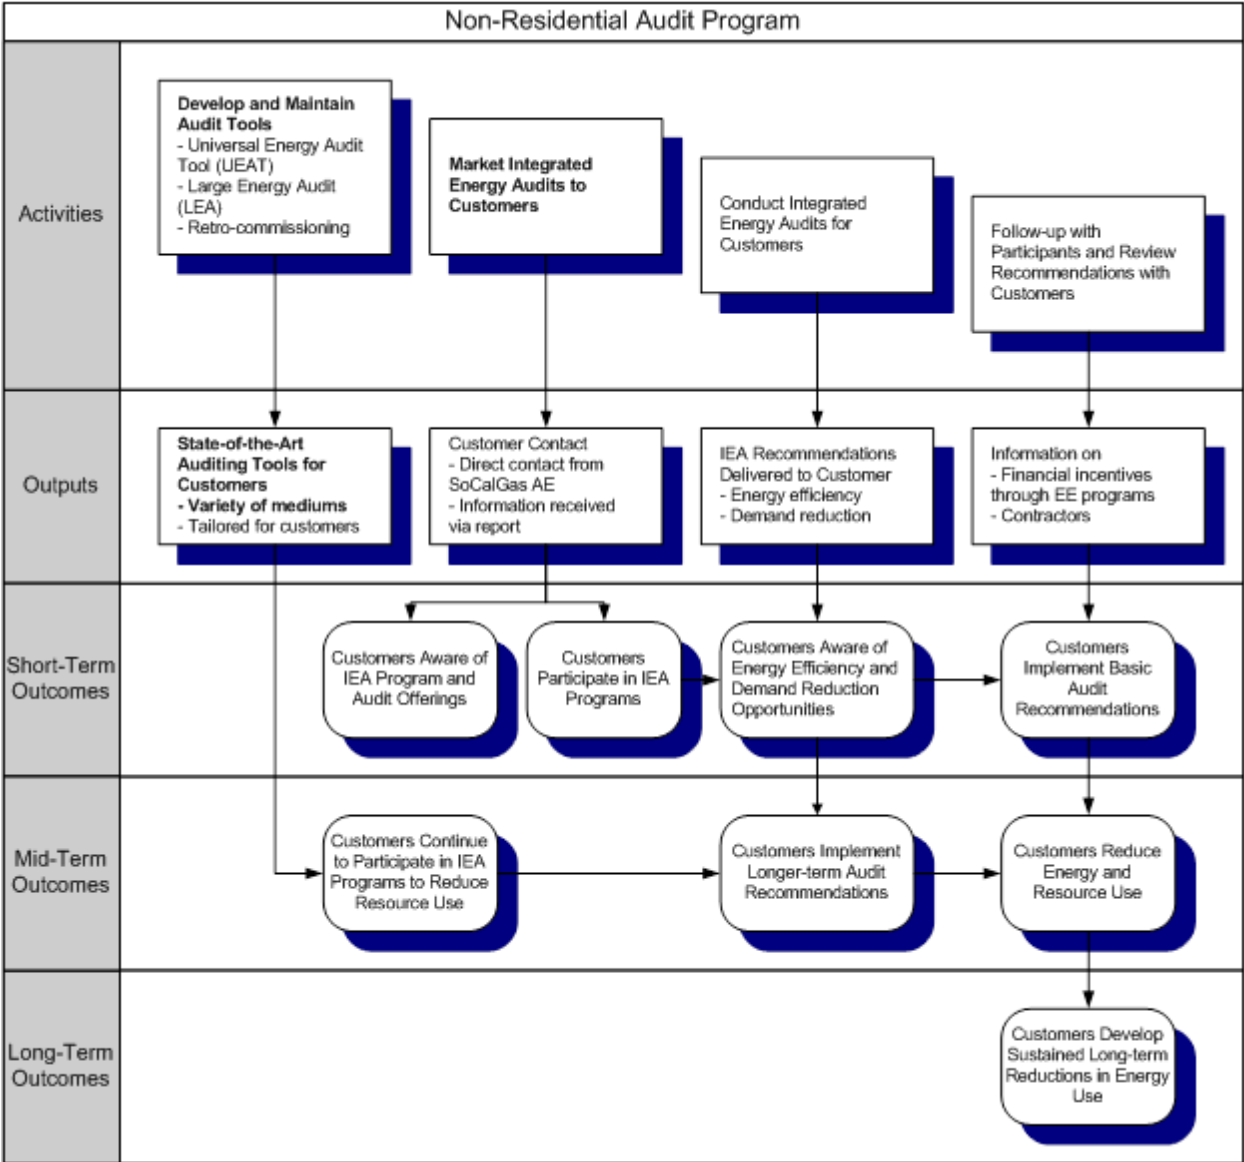 Non-Residential Audit Program
Activities
Develop and Maintain
Audit Tools
- Universal Energy Audit
Tool (UEAT)
- Large Energy Audit
(LEA)
- Retro-commissioning
Market Integrated
Energy Audits to
Customers
Conduct Integrated
Energy Audits for
Customers
Follow-up with
Participants and Review
Recommendations with
Customers
Outputs
State-of-the-Art
Auditing Tools for
Customers
- Variety of mediums
- Tailored for customers
Customer Contact
- Direct contact from
SoCalGas AE
- Information received
via report
IEA Recommendations
Delivered to Customer
- Energy efficiency
- Demand reduction
Information on
- Financial incentives
through EE programs
- Contractors
Short-Term
Outcomes
Customers Aware of
IEA Program and
Audit Offerings
Customers
Participate in IEA
Programs
Customers Aware of
Energy Efficiency and
Demand Reduction
Opportunities
Customers
Implement Basic
Audit
Recommendations
Mid-Term
Outcomes
Customers Continue
to Participate in IEA
Programs to Reduce
Resource Use
Customers Implement
Longer-term Audit
Recommendations
Customers Reduce
Energy and
Resource Use
Long-Term
Outcomes
Customers Develop
Sustained Long-term
Reductions in Energy
Use